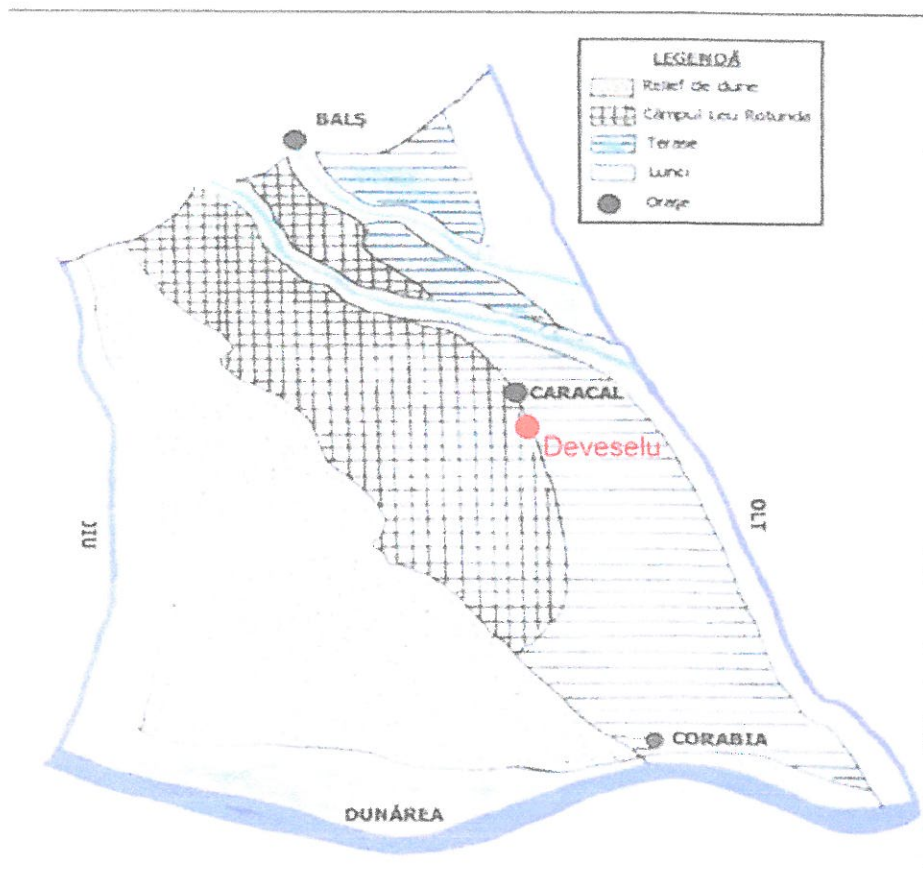 LEGENDĂ
Relief de dune
Câmpul Leu Rotunda
Terase
Lunci
Orașe
BALȘ
CARACAL
Deveselu
JIU
OLT
CORABIA
DUNĂREA